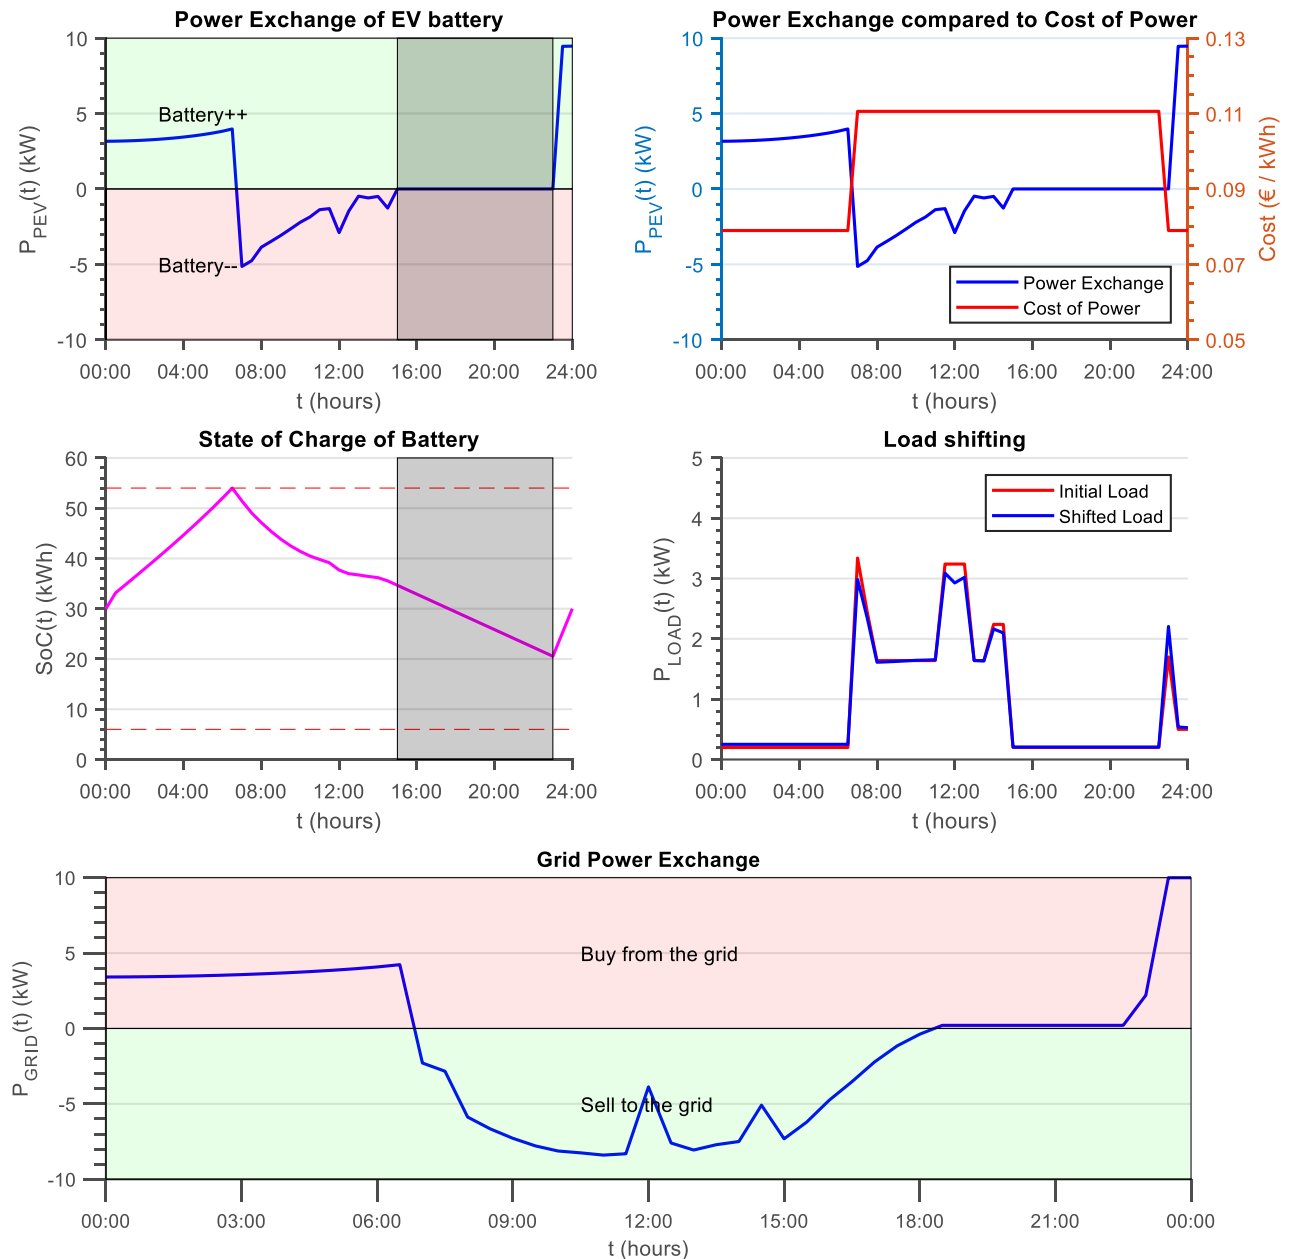 Power Exchange of EV battery
10
5
0
-5
-10
P_PEV(t) (kW)
Battery++
Battery--
00:00 04:00 08:00 12:00 16:00 20:00 24:00
t (hours)
Power Exchange compared to Cost of Power
10
5
0
-5
-10
P_PEV(t) (kW)
0.13
0.11
0.09
0.07
0.05
Cost (€ / kWh)
Power Exchange
Cost of Power
00:00 04:00 08:00 12:00 16:00 20:00 24:00
t (hours)
State of Charge of Battery
60
50
40
30
20
10
0
SoC(t) (kWh)
00:00 04:00 08:00 12:00 16:00 20:00 24:00
t (hours)
Load shifting
5
4
3
2
1
0
P_LOAD(t) (kW)
Initial Load
Shifted Load
00:00 04:00 08:00 12:00 16:00 20:00 24:00
t (hours)
Grid Power Exchange
10
5
0
-5
-10
P_GRID(t) (kW)
Buy from the grid
Sell to the grid
00:00 03:00 06:00 09:00 12:00 15:00 18:00 21:00 00:00
t (hours)